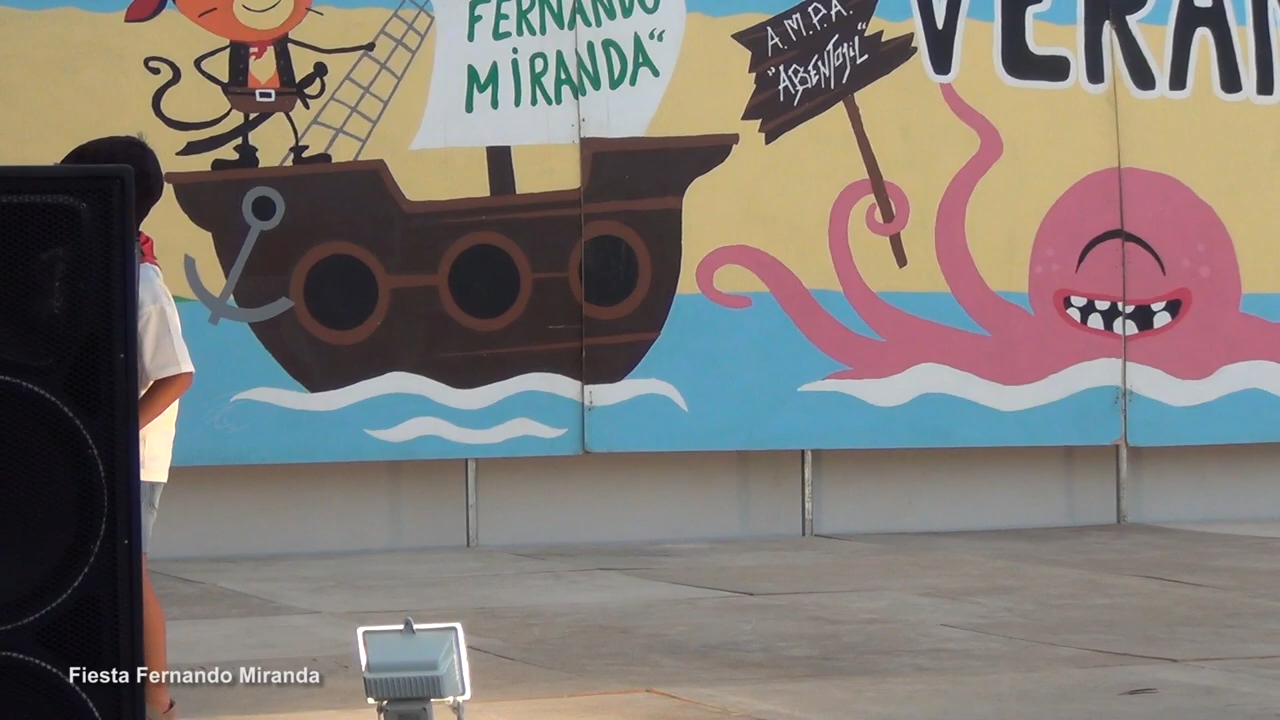 FERNANDO
MIRANDA"
A.M.P.A.
"ABENTOJIL"
VERAN
Fiesta Fernando Miranda